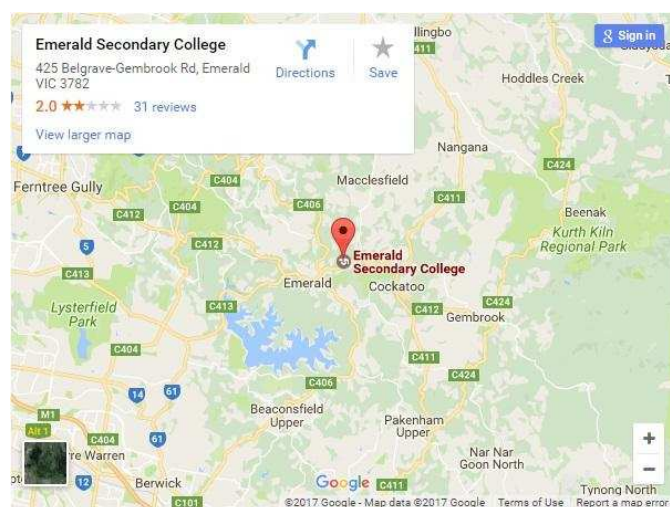 Emerald Secondary College
425 Belgrave-Gembrook Rd, Emerald
VIC 3782
2.0 31 reviews
View larger map
Directions
Save
Sign in
C411
Hoddles Creek
Nangana
C424
C404
C404
Macclesfield
Ferntree Gully
C406
C411
C412
C404
Beenak
Kurth Kiln
Regional Park
5
C412
Emerald
Secondary College
C413
Emerald
Cockatoo
Lysterfield
Park
C413
C424
Gembrook
C404
C411
61
14
C406
C424
Beaconsfield
Upper
M1
Alt 1
C404
61
Pakenham
Upper
re Warren
Nar Nar
Goon North
12
Berwick
Google
Tynong North
C101
©2017 Google - Map data ©2017 Google Terms of Use Report a map error